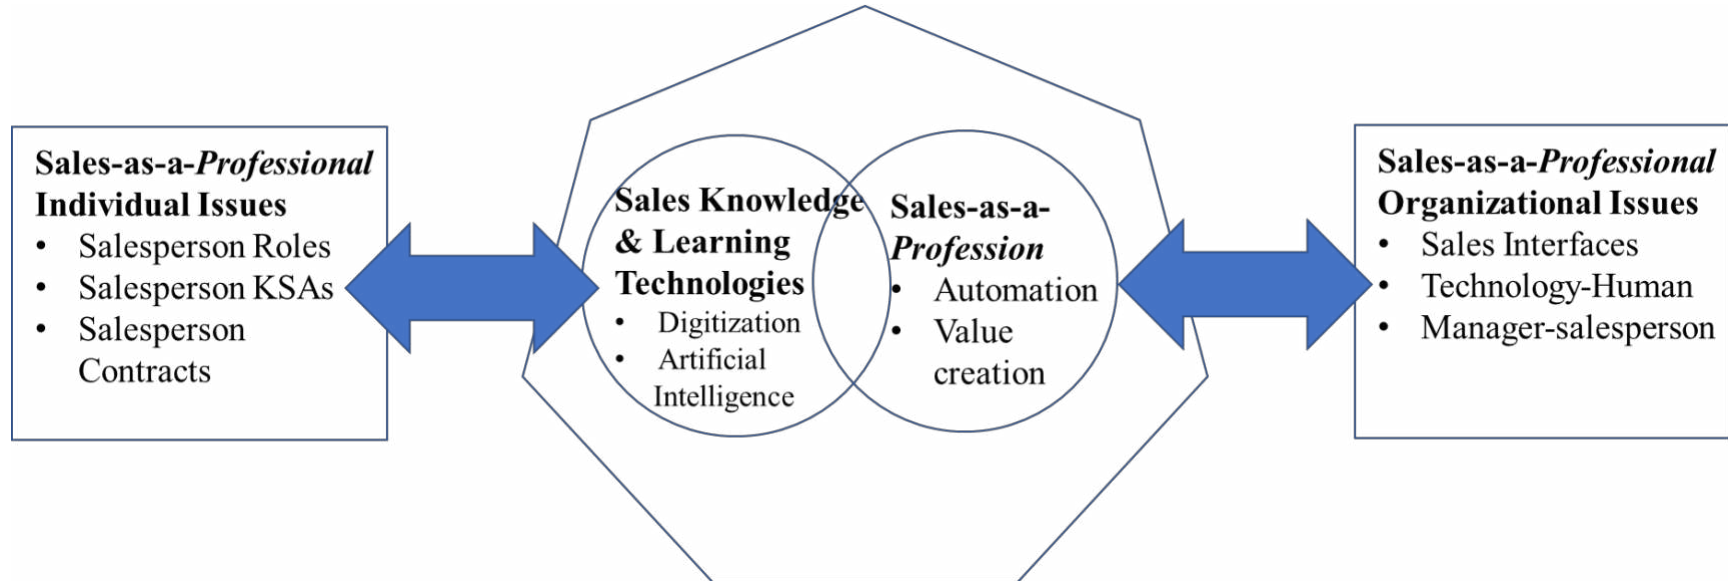 Sales-as-a-Professional
Individual Issues
• Salesperson Roles
• Salesperson KSAs
• Salesperson
Contracts
Sales Knowledge
& Learning
Technologies
• Digitization
• Artificial
Intelligence
Sales-as-a-
Profession
• Automation
• Value
creation
Sales-as-a-Professional
Organizational Issues
• Sales Interfaces
• Technology-Human
• Manager-salesperson